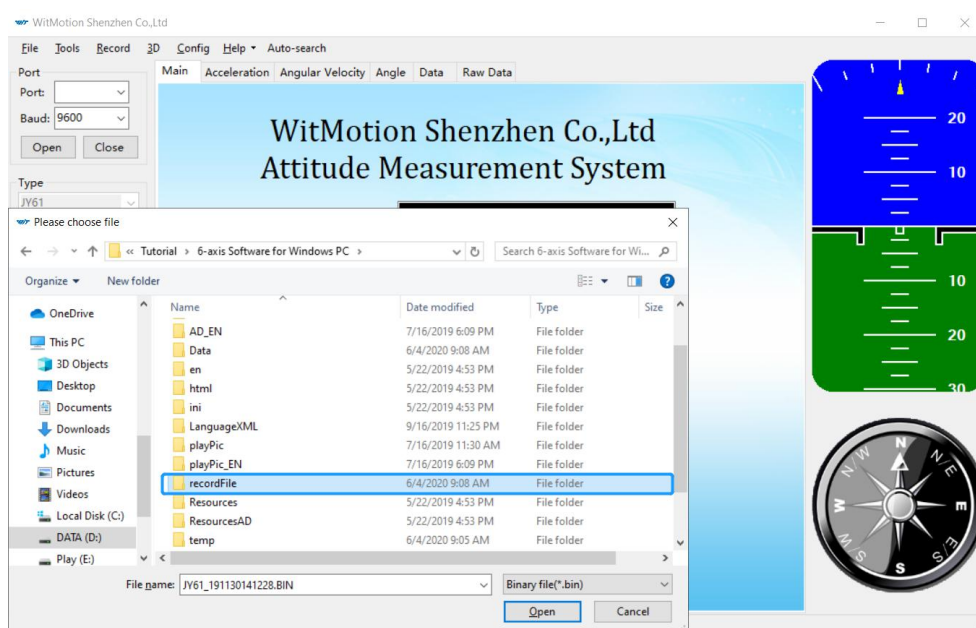 WitMotion Shenzhen Co.,Ltd
File Tools Record 3D Config Help Auto-search
Port
Port:
Baud: 9600
Open Close
Type
JY61
Main Acceleration Angular Velocity Angle Data Raw Data
WitMotion Shenzhen Co.,Ltd
Attitude Measurement System
Please choose file
« Tutorial > 6-axis Software for Windows PC >
Search 6-axis Software for Wi...
Organize New folder
OneDrive
This PC
3D Objects
Desktop
Documents
Downloads
Music
Pictures
Videos
Local Disk (C:)
DATA (D:)
Play (E:)
Name Date modified Type Size
AD_EN 7/16/2019 6:09 PM File folder
Data 6/4/2020 9:08 AM File folder
en 5/22/2019 4:53 PM File folder
html 5/22/2019 4:53 PM File folder
ini 5/22/2019 4:53 PM File folder
LanguageXML 9/16/2019 11:25 PM File folder
playPic 7/16/2019 11:30 AM File folder
playPic_EN 7/16/2019 6:09 PM File folder
recordFile 6/4/2020 9:08 AM File folder
Resources 5/22/2019 4:53 PM File folder
ResourcesAD 5/22/2019 4:53 PM File folder
temp 6/4/2020 9:05 AM File folder
File name: JY61_191130141228.BIN
Binary file(*.bin)
Open Cancel
20
10
10
20
30
N
N/E
E
E/S
S
W/S
W
N/W